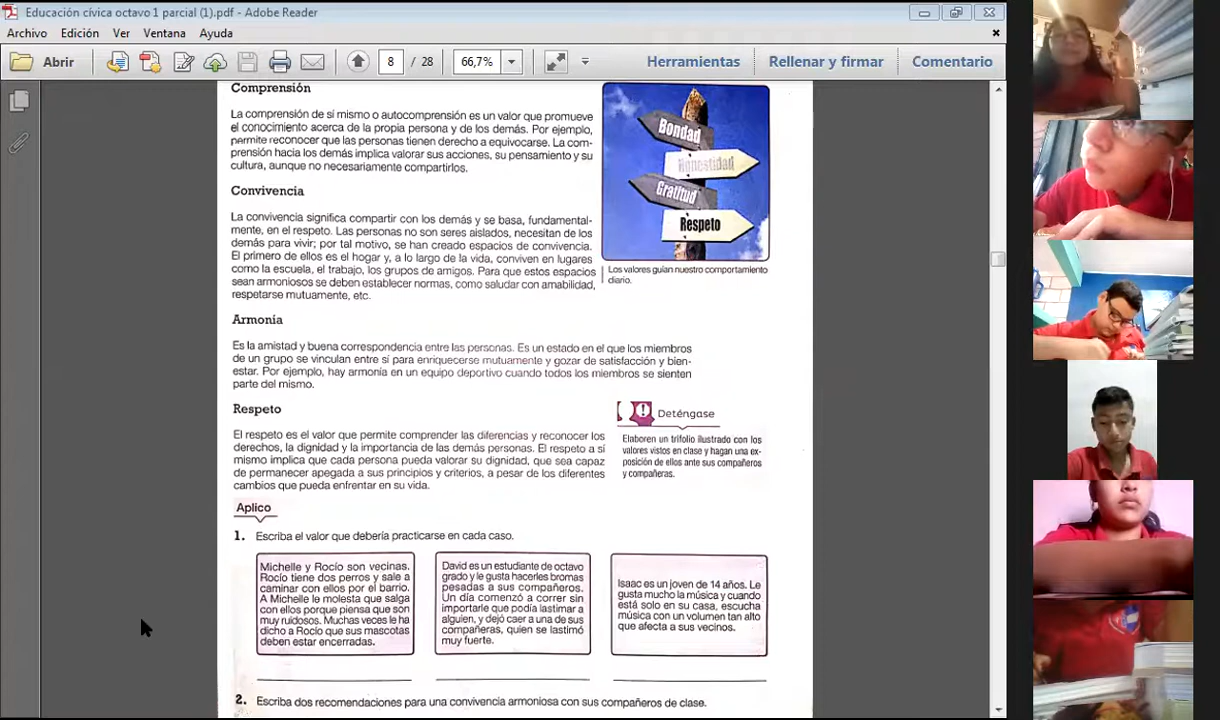 Educación cívica octavo 1 parcial (1).pdf - Adobe Reader
Archivo Edición Ver Ventana Ayuda
Abrir 8 / 28 66,7% Herramientas Rellenar y firmar Comentario
Comprensión
La comprensión de sí mismo o autocomprensión es un valor que promueve
el conocimiento acerca de la propia persona y de los demás. Por ejemplo,
permite reconocer que las personas tienen derecho a equivocarse. La com-
prensión hacia los demás implica valorar sus acciones, su pensamiento y su
cultura, aunque no necesariamente compartirlos.
Bondad
Honestidad
Gratitud
Respeto
Los valores guían nuestro comportamiento
diario.
Convivencia
La convivencia significa compartir con los demás y se basa, fundamental-
mente, en el respeto. Las personas no son seres aislados, necesitan de los
demás para vivir; por tal motivo, se han creado espacios de convivencia.
El primero de ellos es el hogar y, a lo largo de la vida, conviven en lugares
como la escuela, el trabajo, los grupos de amigos. Para que estos espacios
sean armoniosos se deben establecer normas, como saludar con amabilidad,
respetarse mutuamente, etc.
Armonía
Es la amistad y buena correspondencia entre las personas. Es un estado en el que los miembros
de un grupo se vinculan entre sí para enriquecerse mutuamente y gozar de satisfacción y bien-
estar. Por ejemplo, hay armonía en un equipo deportivo cuando todos los miembros se sienten
parte del mismo.
Respeto
El respeto es el valor que permite comprender las diferencias y reconocer los
derechos, la dignidad y la importancia de las demás personas. El respeto a sí
mismo implica que cada persona pueda valorar su dignidad, que sea capaz
de permanecer apegada a sus principios y criterios, a pesar de los diferentes
cambios que pueda enfrentar en su vida.
! Deténgase
Elaboren un trifolio ilustrado con los
valores vistos en clase y hagan una ex-
posición de ellos ante sus compañeros
y compañeras.
Aplico
1. Escriba el valor que debería practicarse en cada caso.
Michelle y Rocío son vecinas.
Rocío tiene dos perros y sale a
caminar con ellos por el barrio.
A Michelle le molesta que salga
con ellos porque piensa que son
muy ruidosos. Muchas veces le ha
dicho a Rocío que sus mascotas
deben estar encerradas.
David es un estudiante de octavo
grado y le gusta hacerles bromas
pesadas a sus compañeros.
Un día comenzó a correr sin
importarle que podía lastimar a
alguien, y dejó caer a una de sus
compañeras, quien se lastimó
muy fuerte.
Isaac es un joven de 14 años. Le
gusta mucho la música y cuando
está solo en su casa, escucha
música con un volumen tan alto
que afecta a sus vecinos.
2. Escriba dos recomendaciones para una convivencia armoniosa con sus compañeros de clase.